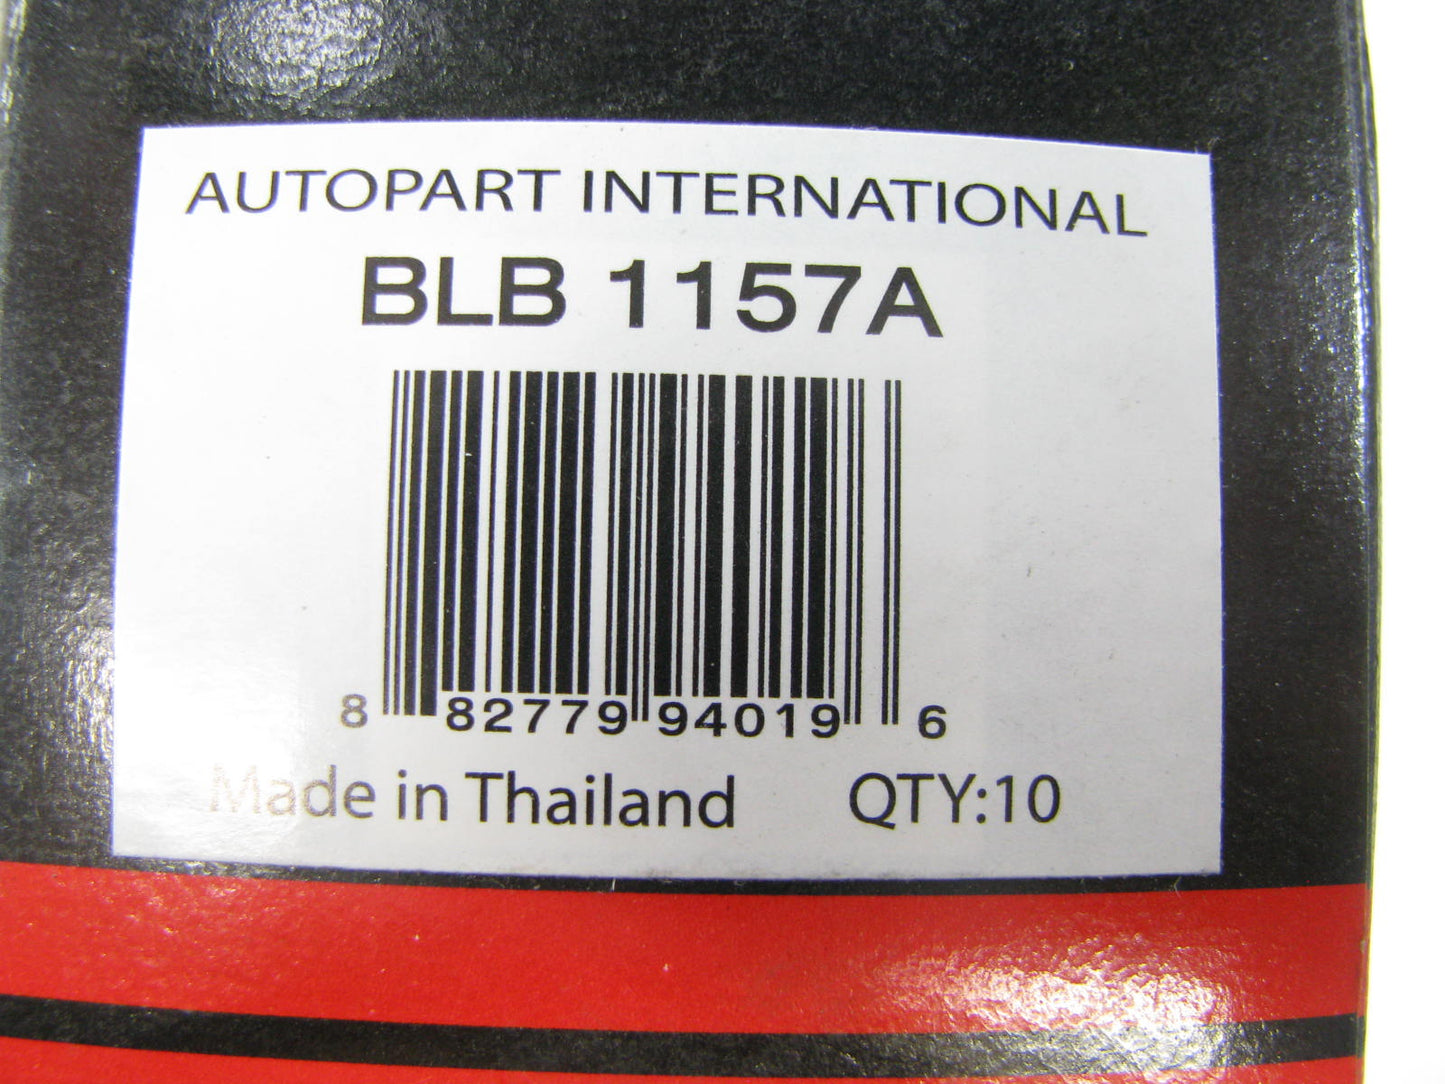 AUTOPART INTERNATIONAL
BLB 1157A
8 82779 94019 6
Made in Thailand QTY:10